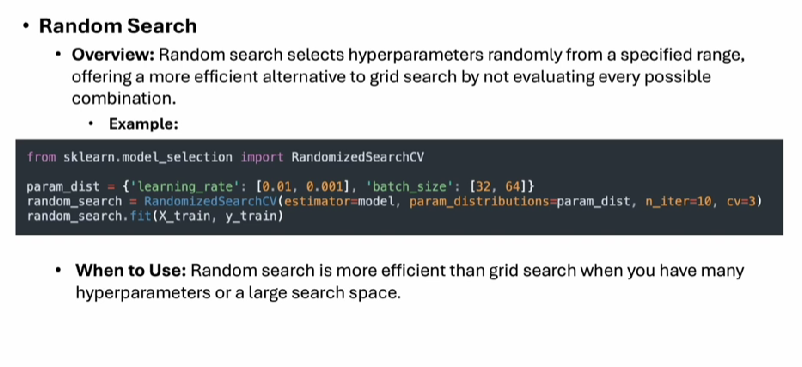 • Random Search
• Overview: Random search selects hyperparameters randomly from a specified range,
offering a more efficient alternative to grid search by not evaluating every possible
combination.
• Example:
from sklearn.model_selection import RandomizedSearchCV
param_dist = {'learning_rate': [0.01, 0.001], 'batch_size': [32, 64]}
random_search = RandomizedSearchCV(estimator=model, param_distributions=param_dist, n_iter=10, cv=3)
random_search.fit(X_train, y_train)
• When to Use: Random search is more efficient than grid search when you have many
hyperparameters or a large search space.